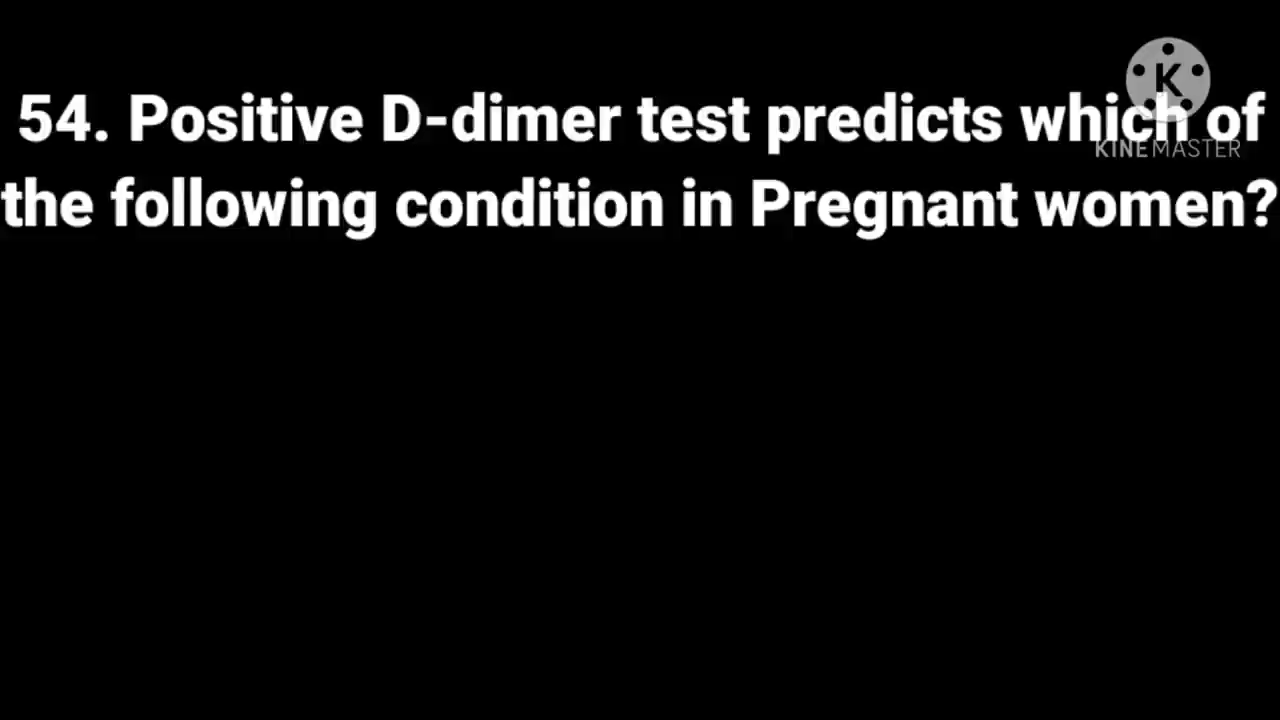 54. Positive D-dimer test predicts which of
the following condition in Pregnant women?
K
KINEMASTER